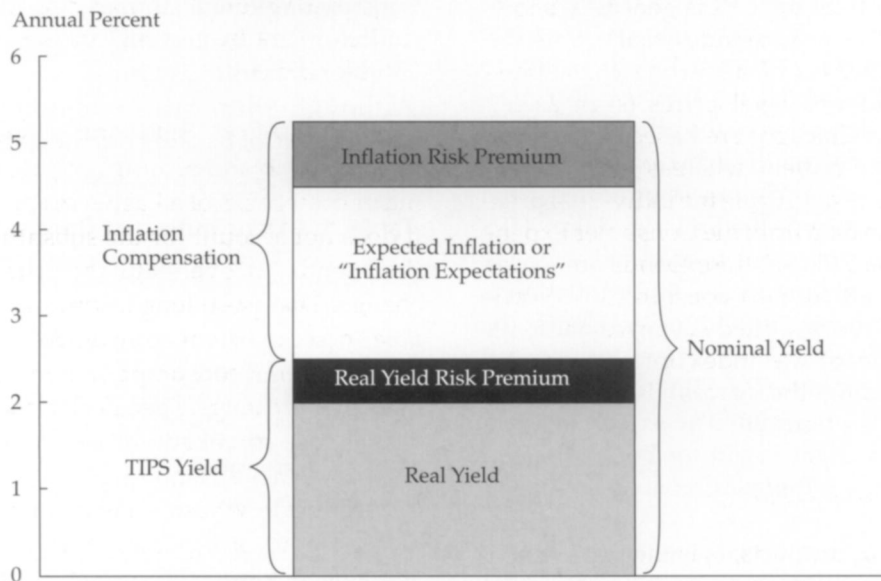 Annual Percent
6
5
4
3
2
1
0
Inflation Risk Premium
Inflation
Compensation
Expected Inflation or
“Inflation Expectations”
Nominal Yield
Real Yield Risk Premium
TIPS Yield
Real Yield